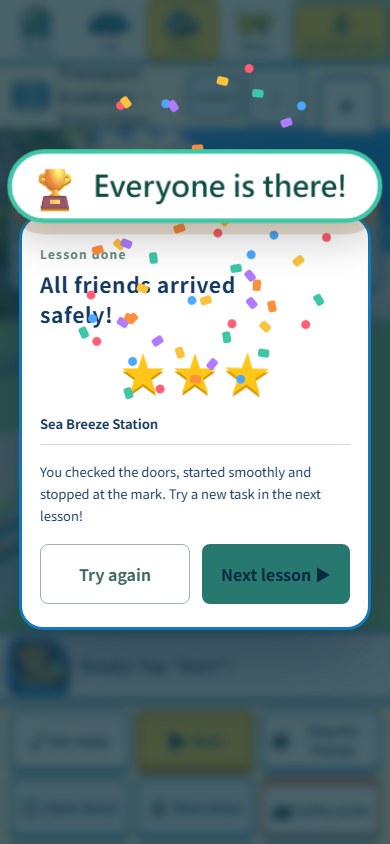 Everyone is there!
Lesson done
All friends arrived
safely!
Sea Breeze Station
You checked the doors, started smoothly and
stopped at the mark. Try a new task in the next
lesson!
Try again
Next lesson ▶